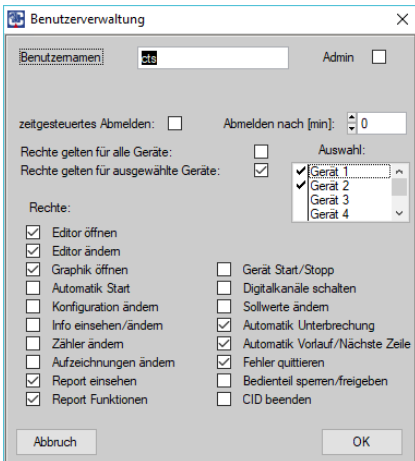 Benutzerverwaltung
Benutzernamen cts Admin
zeitgesteuertes Abmelden: Abmelden nach [min]: 0
Rechte gelten für alle Geräte: Auswahl:
Rechte gelten für ausgewählte Geräte: Gerät 1
Gerät 2
Gerät 3
Gerät 4
Rechte:
Editor öffnen
Editor ändern
Graphik öffnen Gerät Start/Stopp
Automatik Start Digitalkanäle schalten
Konfiguration ändern Sollwerte ändern
Info einsehen/ändern Automatik Unterbrechung
Zähler ändern Automatik Vorlauf/Nächste Zeile
Aufzeichnungen ändern Fehler quittieren
Report einsehen Bedienteil sperren/freigeben
Report Funktionen CID beenden
Abbruch OK